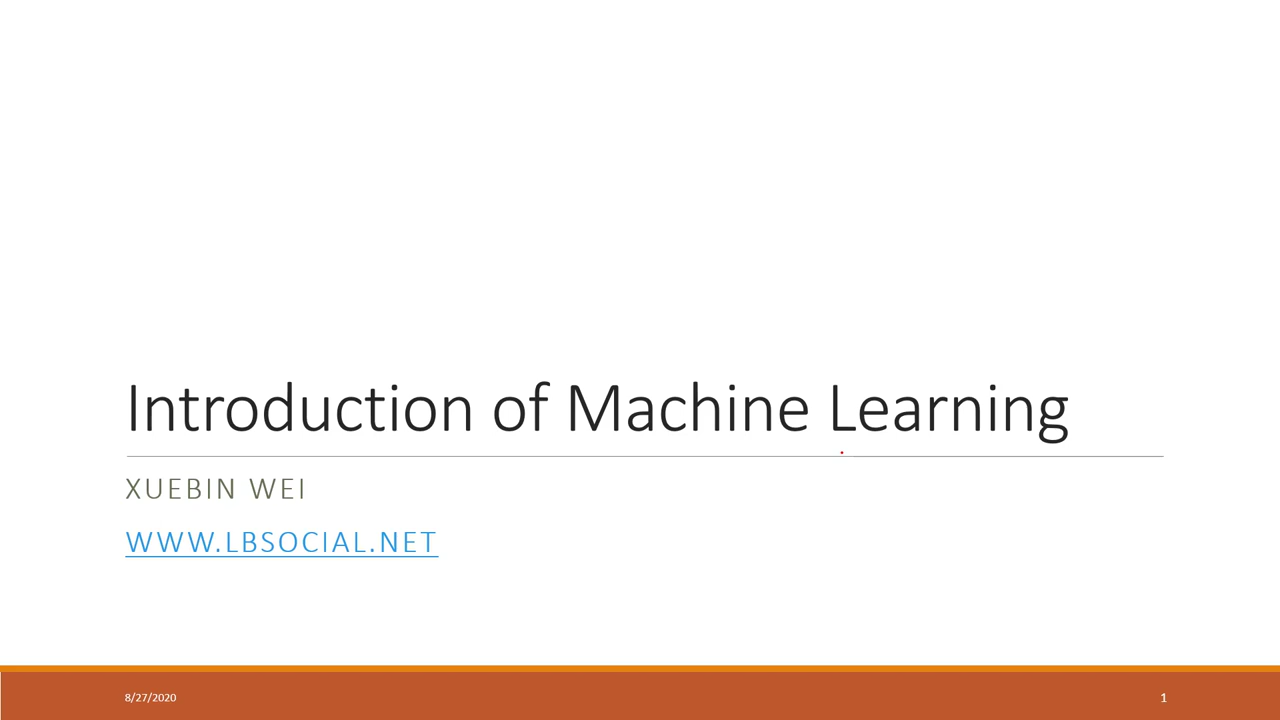 Introduction of Machine Learning
XUEBIN WEI
WWW.LBSOCIAL.NET
8/27/2020
1